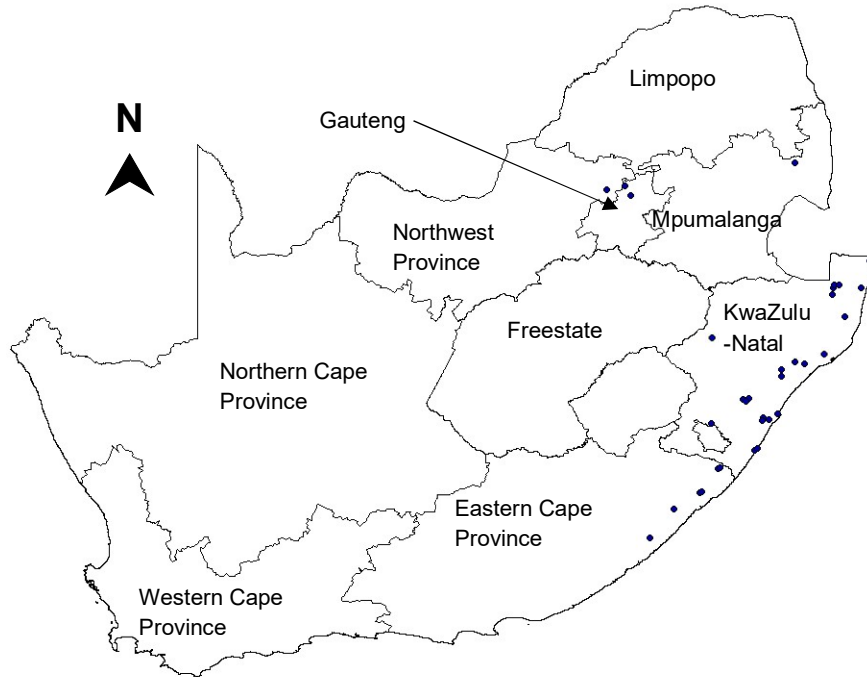 Limpopo
N
Gauteng
Mpumalanga
Northwest
Province
KwaZulu
-Natal
Freestate
Northern Cape
Province
Eastern Cape
Province
Western Cape
Province